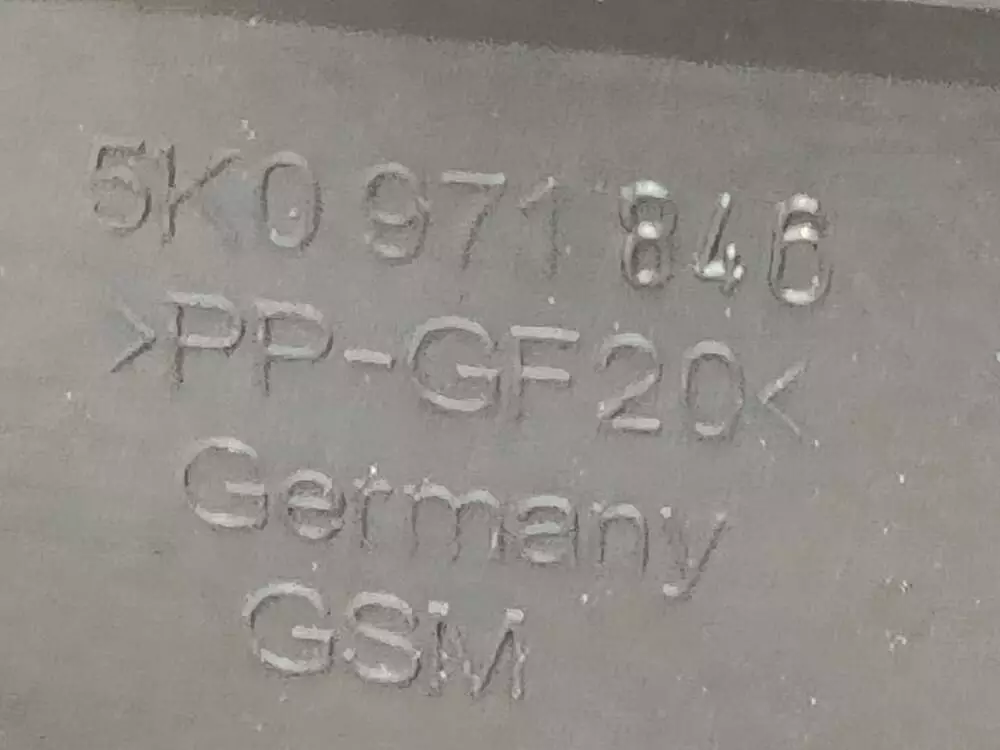 5K0 971 846
>PP-GF20<
Germany
GSM